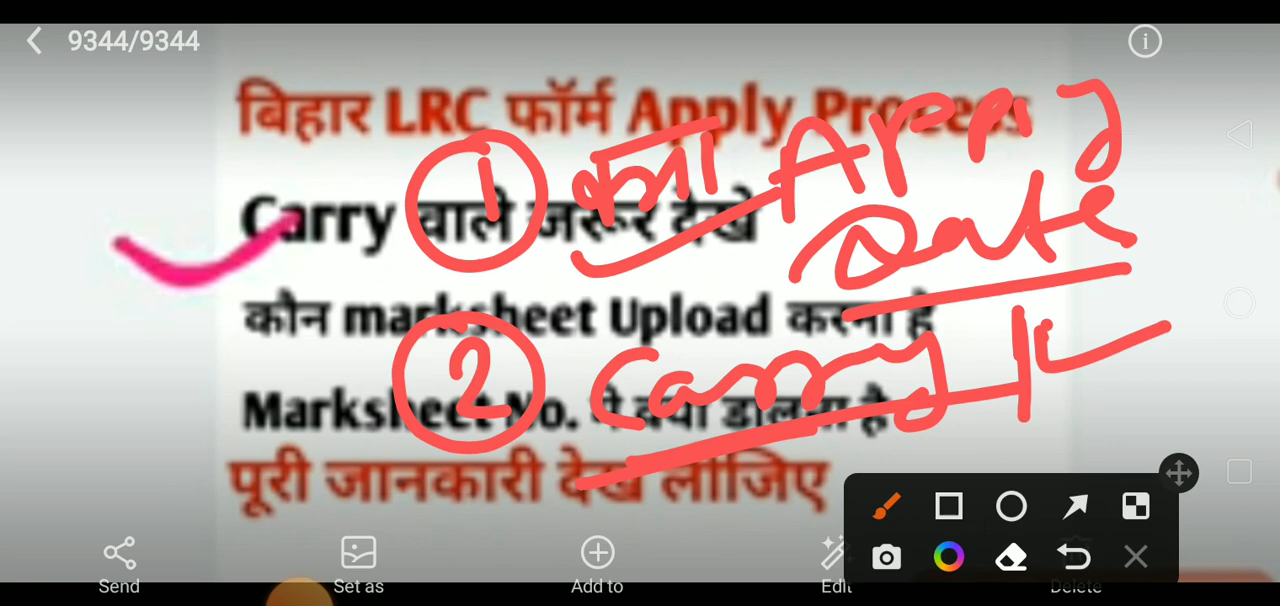 9344/9344
बिहार LRC फॉर्म Apply Process
Carry वाले जरूर देखे
कौन marksheet Upload करना है
Marksheet No. मे क्या डालना है
पूरी जानकारी देख लीजिए
1
Date
2 Carry
Send Set as Add to Edit Delete